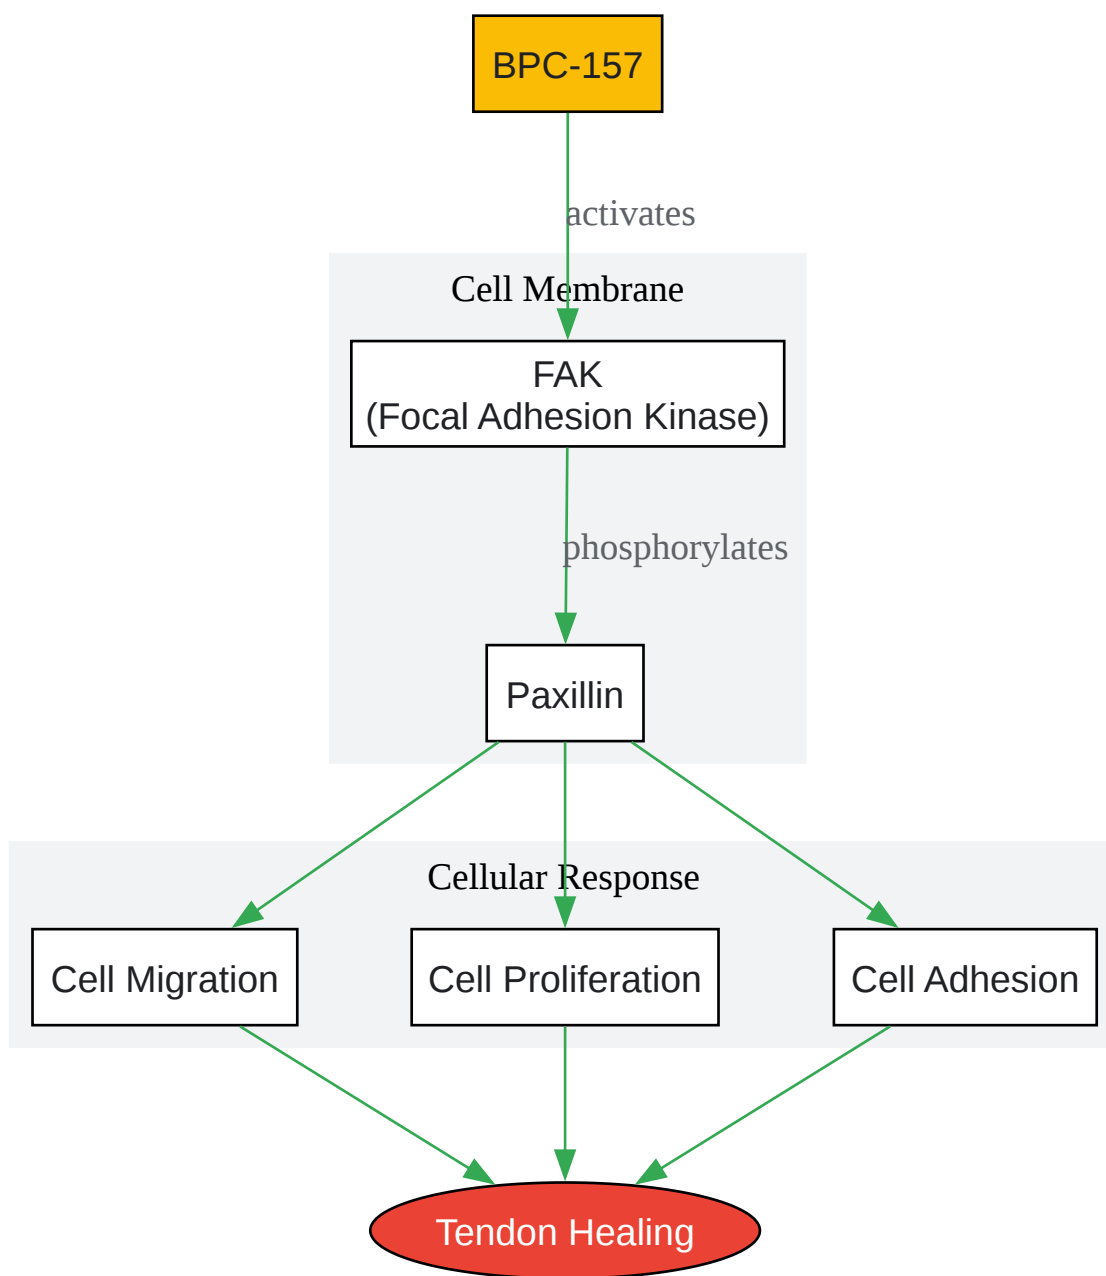 BPC-157
activates
Cell Membrane
FAK
(Focal Adhesion Kinase)
phosphorylates
Paxillin
Cellular Response
Cell Migration
Cell Proliferation
Cell Adhesion
Tendon Healing